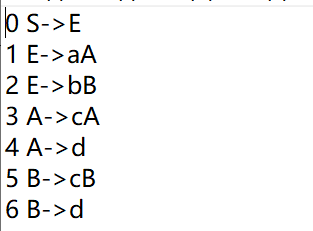 0 S->E
1 E->aA
2 E->bB
3 A->cA
4 A->d
5 B->cB
6 B->d